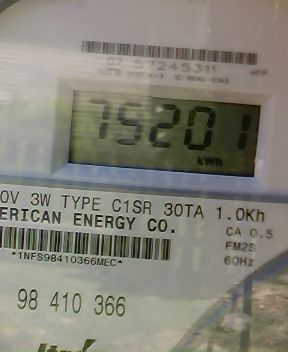 07 57245311
75201
kWh
0V 3W TYPE C1SR 30TA 1.0Kh
ERICAN ENERGY CO.
CA 0.5
FM2S
60Hz
*1NFS98410366MEC*
98 410 366